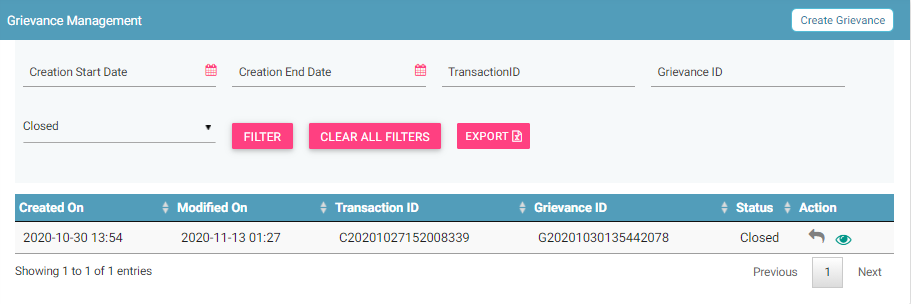 Grievance Management Create Grievance
Creation Start Date Creation End Date TransactionID Grievance ID
Closed FILTER CLEAR ALL FILTERS EXPORT
Created On Modified On Transaction ID Grievance ID Status Action
2020-10-30 13:54 2020-11-13 01:27 C20201027152008339 G20201030135442078 Closed
Showing 1 to 1 of 1 entries Previous 1 Next